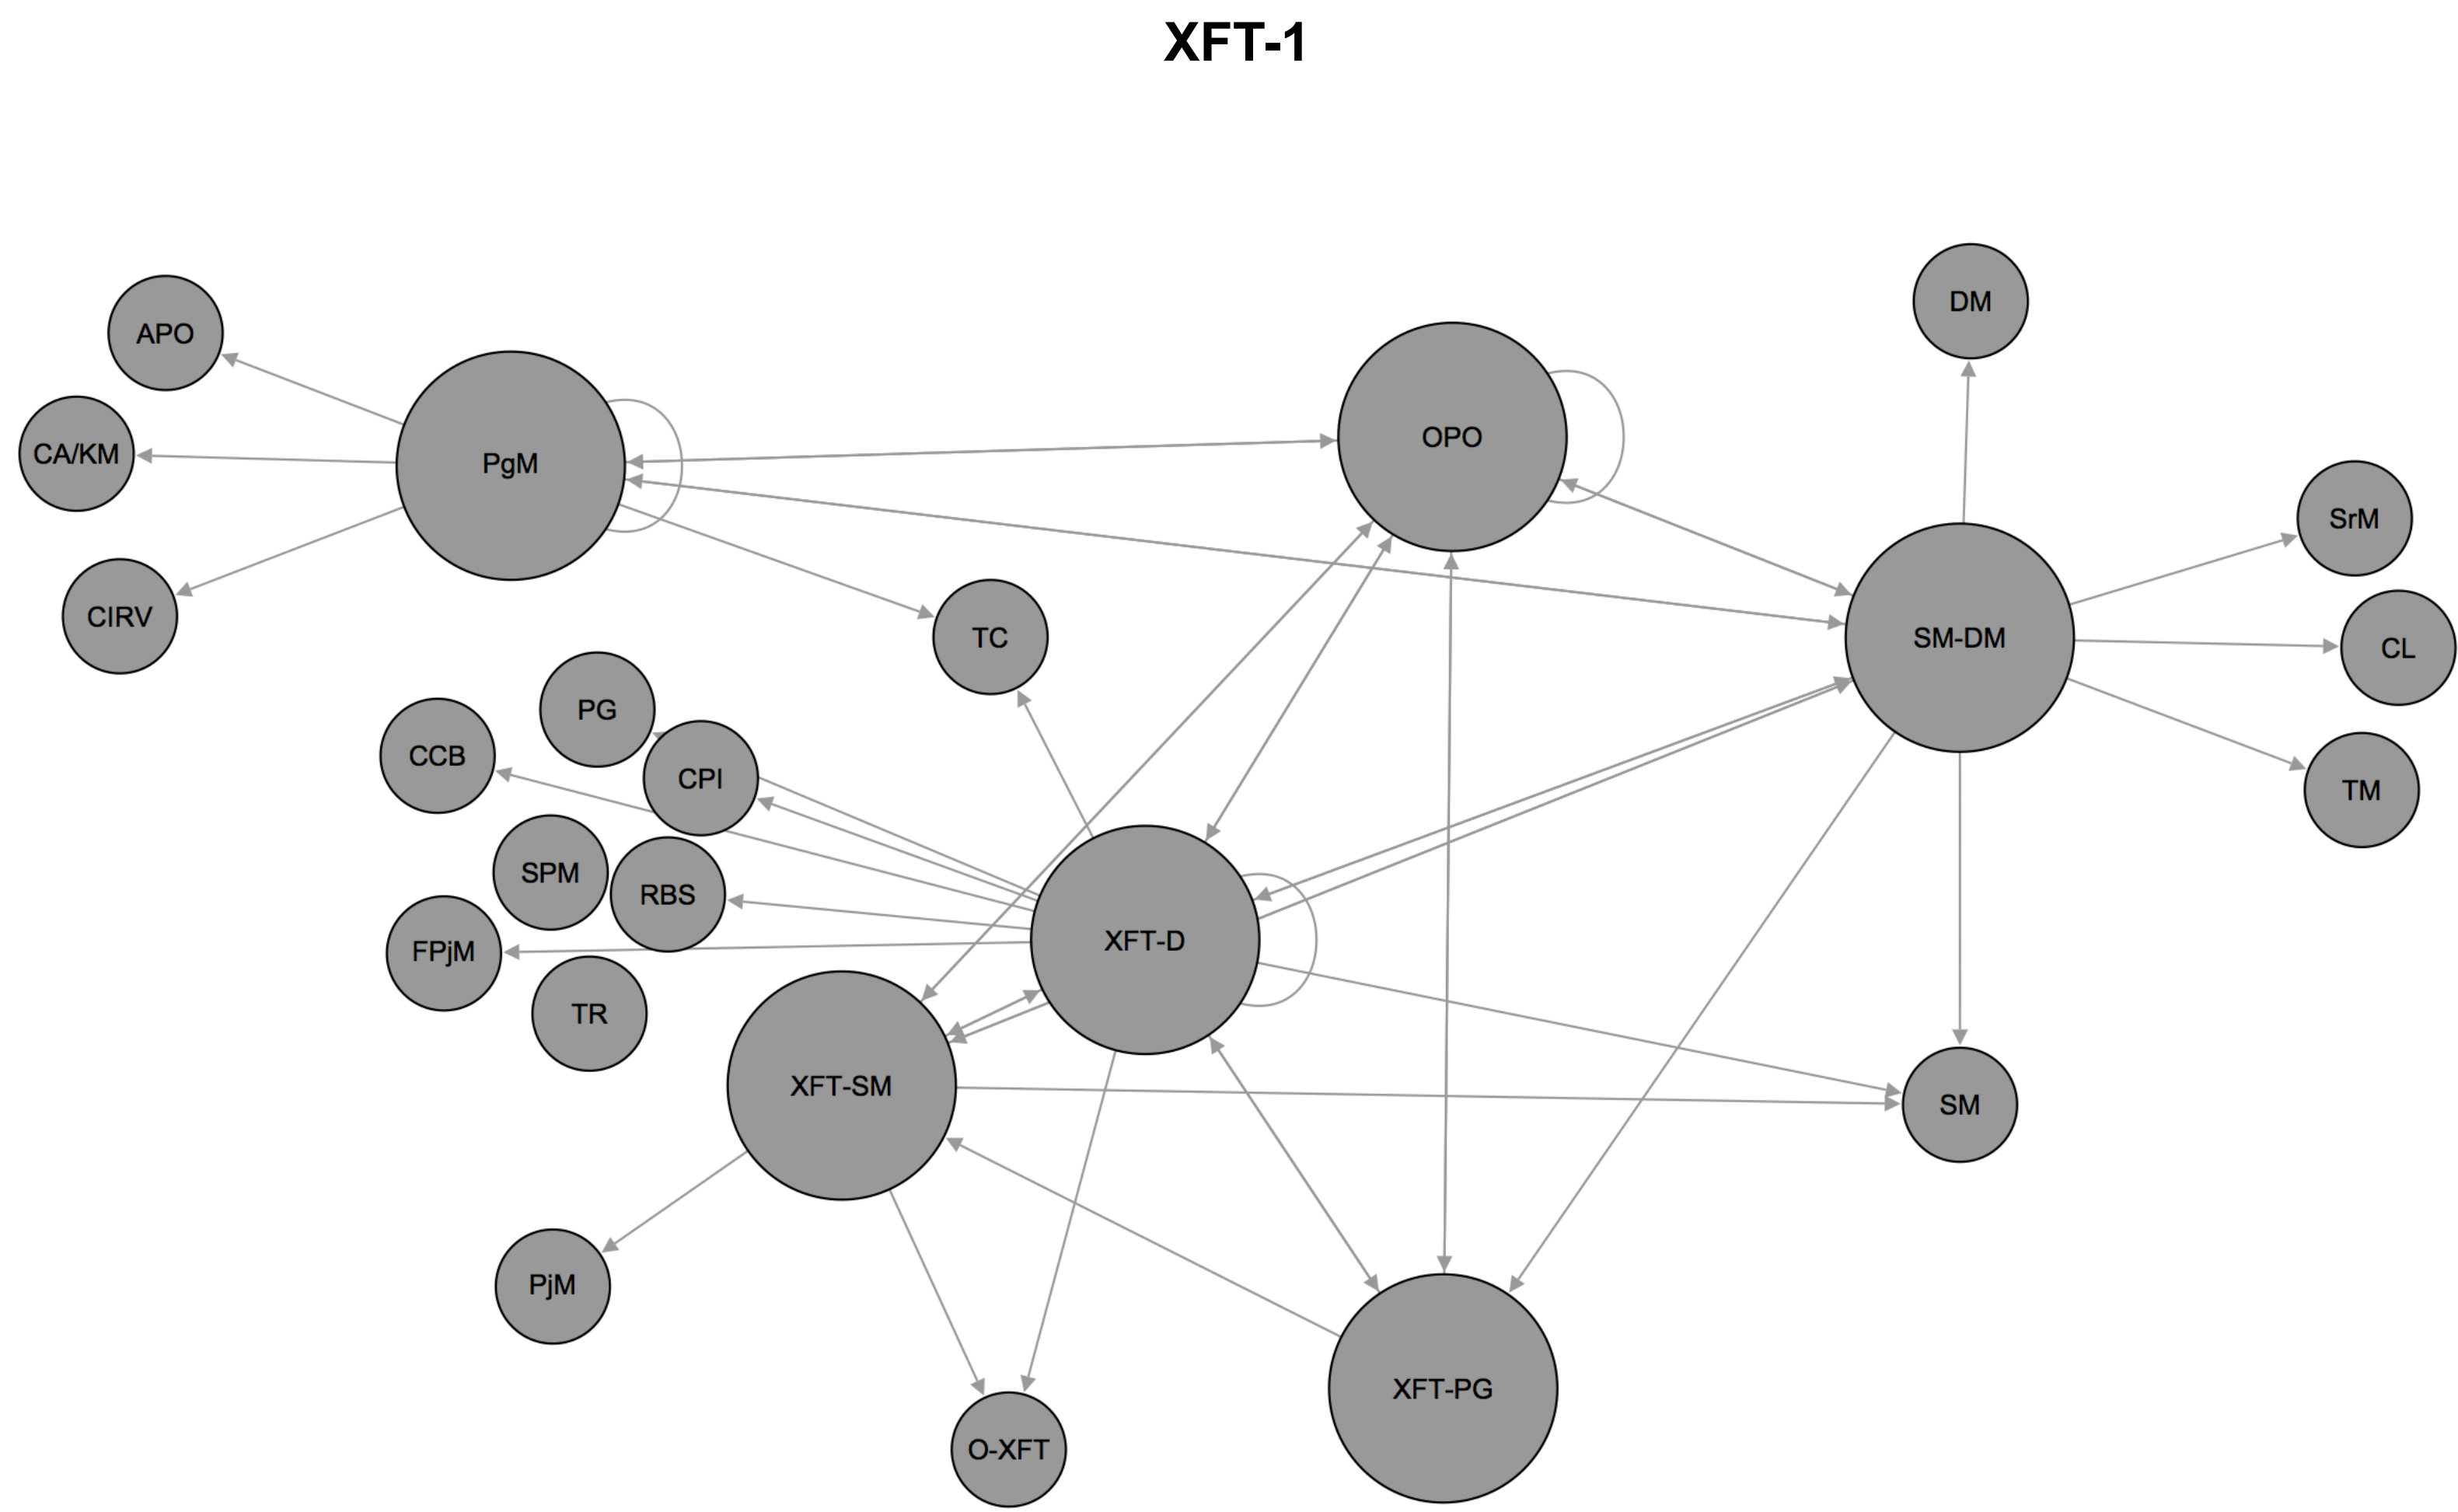 XFT-1
DM
APO
OPO
CA/KM
PgM
SrM
CIRV
TC
SM-DM
CL
PG
CCB
CPI
TM
SPM
RBS
FPjM
XFT-D
TR
XFT-SM
SM
PjM
XFT-PG
O-XFT